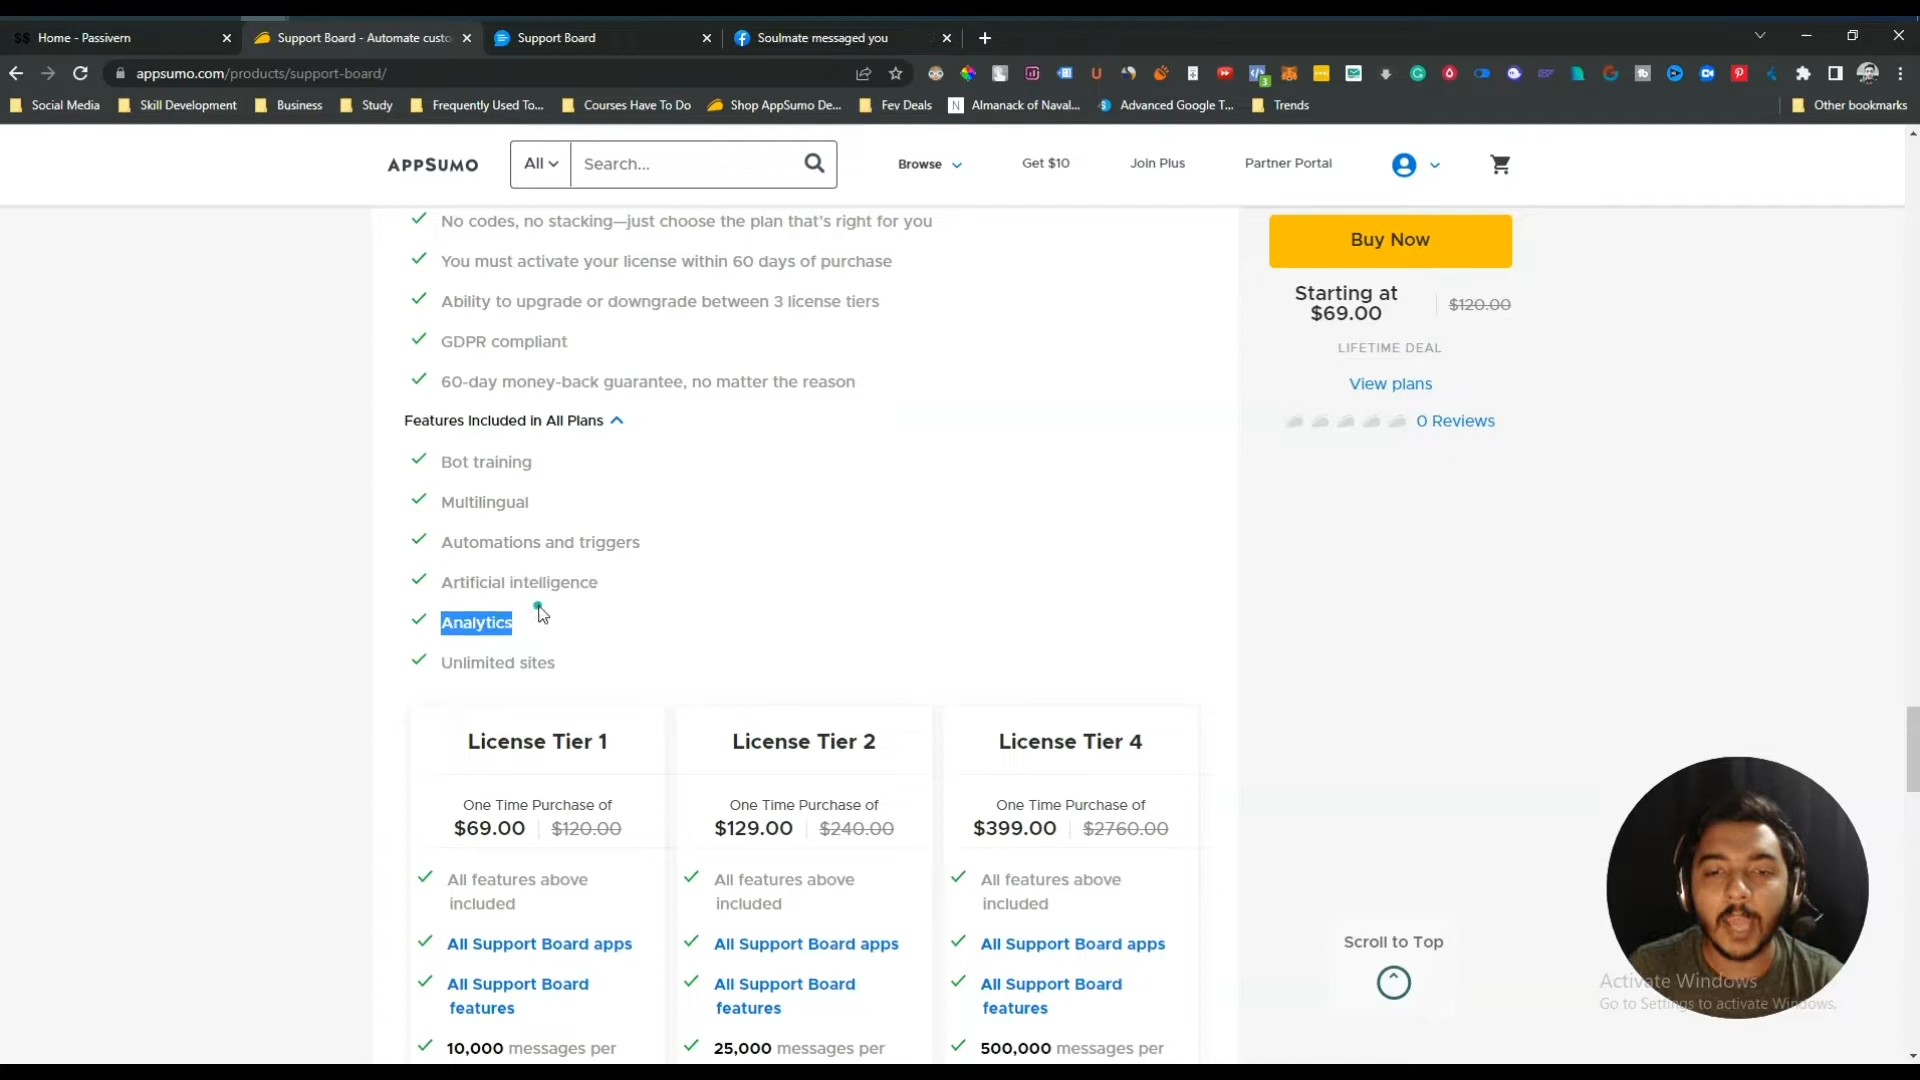 Home - Passivern
Support Board - Automate custo
Support Board
Soulmate messaged you
appsumo.com/products/support-board/
Social Media
Skill Development
Business
Study
Frequently Used To...
Courses Have To Do
Shop AppSumo De...
Fev Deals
Almanack of Naval...
Advanced Google T...
Trends
Other bookmarks
APPSUMO
All
Search...
Browse
Get $10
Join Plus
Partner Portal
No codes, no stacking—just choose the plan that's right for you
You must activate your license within 60 days of purchase
Ability to upgrade or downgrade between 3 license tiers
GDPR compliant
60-day money-back guarantee, no matter the reason
Features Included in All Plans
Bot training
Multilingual
Automations and triggers
Artificial intelligence
Analytics
Unlimited sites
Buy Now
Starting at
$69.00
$120.00
LIFETIME DEAL
View plans
0 Reviews
License Tier 1
One Time Purchase of
$69.00 $120.00
All features above
included
All Support Board apps
All Support Board
features
10,000 messages per
License Tier 2
One Time Purchase of
$129.00 $240.00
All features above
included
All Support Board apps
All Support Board
features
25,000 messages per
License Tier 4
One Time Purchase of
$399.00 $2760.00
All features above
included
All Support Board apps
All Support Board
features
500,000 messages per
Scroll to Top
Activate Windows
Go to Settings to activate Windows.